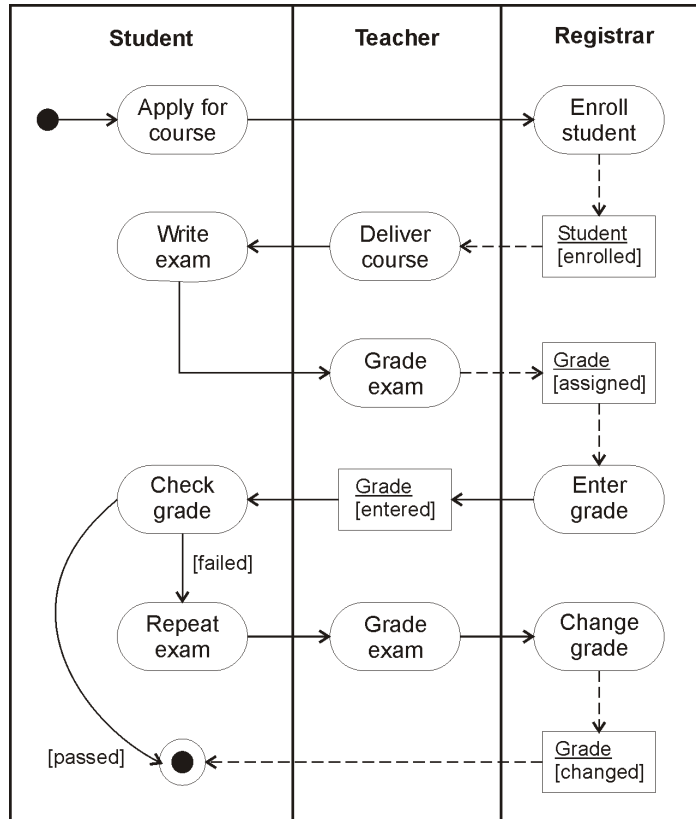 Student
Teacher
Registrar
Apply for
course
Enroll
student
Write
exam
Deliver
course
Student
[enrolled]
Grade
exam
Grade
[assigned]
Check
grade
Grade
[entered]
Enter
grade
[failed]
Repeat
exam
Grade
exam
Change
grade
[passed]
Grade
[changed]